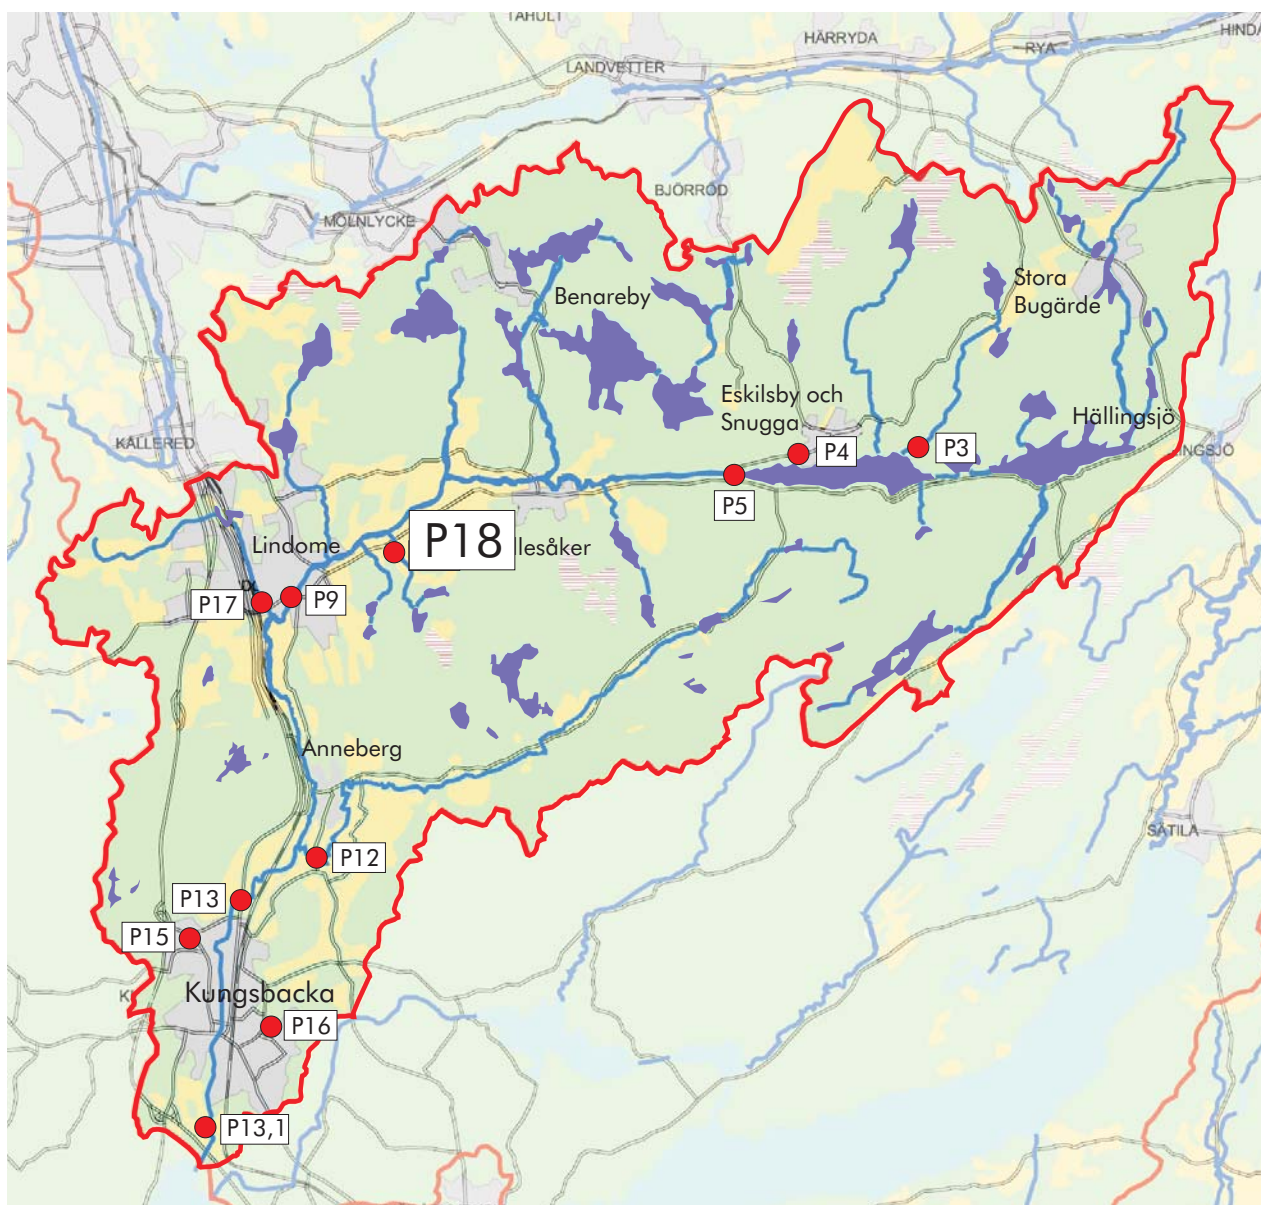 TAHULT
HÄRRYDA
HINDA
RYA
LANDVETTER
BJÖRRÖD
MÖLNLYCKE
Stora
Bugärde
Benareby
Eskilsby och
Snugga
Hällingsjö
KÅLLERED
P4
P3
INGSJÖ
P5
P18
llesåker
Lindome
P17
P9
Anneberg
SÄTILA
P12
P13
P15
Kungsbacka
P16
P13,1